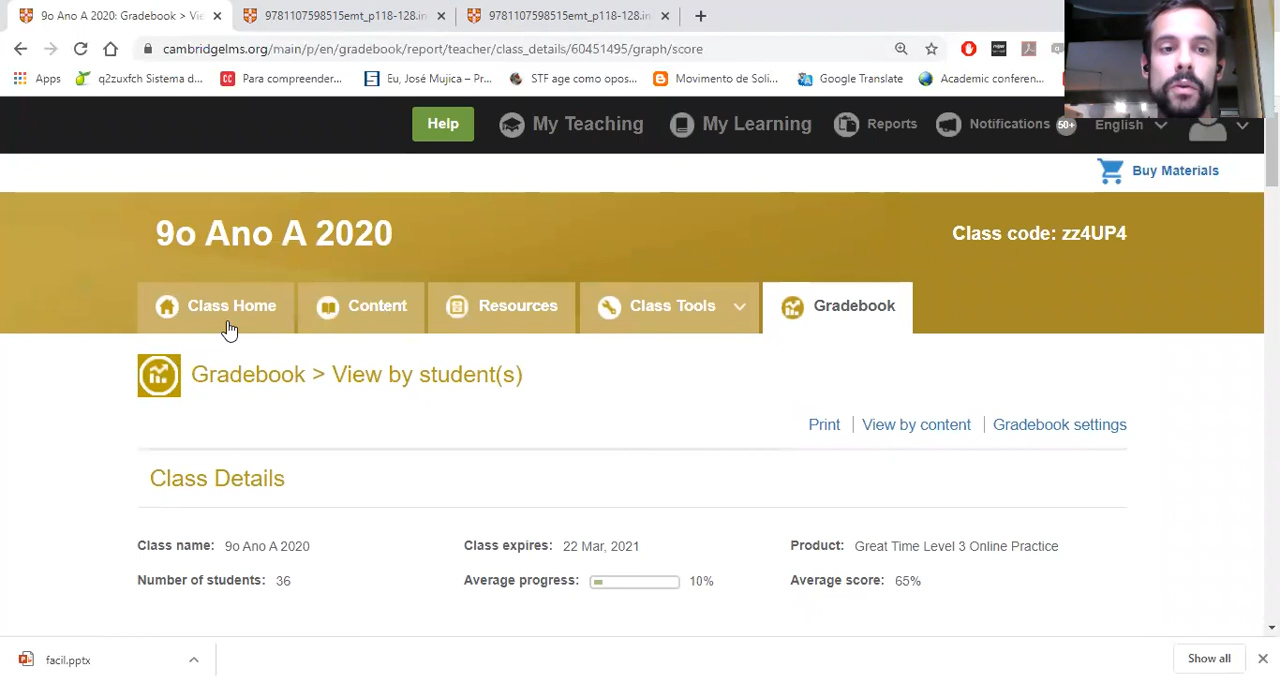 9o Ano A 2020: Gradebook > Vie
9781107598515emt_p118-128.in
9781107598515emt_p118-128.in
cambridgelms.org/main/p/en/gradebook/report/teacher/class_details/60451495/graph/score
Apps
q2zuxfch Sistema d...
Para compreender...
Eu, José Mujica – Pr...
STF age como opos...
Movimento de Soli...
Google Translate
Academic conferen...
Help
My Teaching
My Learning
Reports
Notifications 50+
English
Buy Materials
9o Ano A 2020
Class code: zz4UP4
Class Home
Content
Resources
Class Tools
Gradebook
Gradebook > View by student(s)
Print
View by content
Gradebook settings
Class Details
Class name: 9o Ano A 2020
Class expires: 22 Mar, 2021
Product: Great Time Level 3 Online Practice
Number of students: 36
Average progress: 10%
Average score: 65%
facil.pptx
Show all